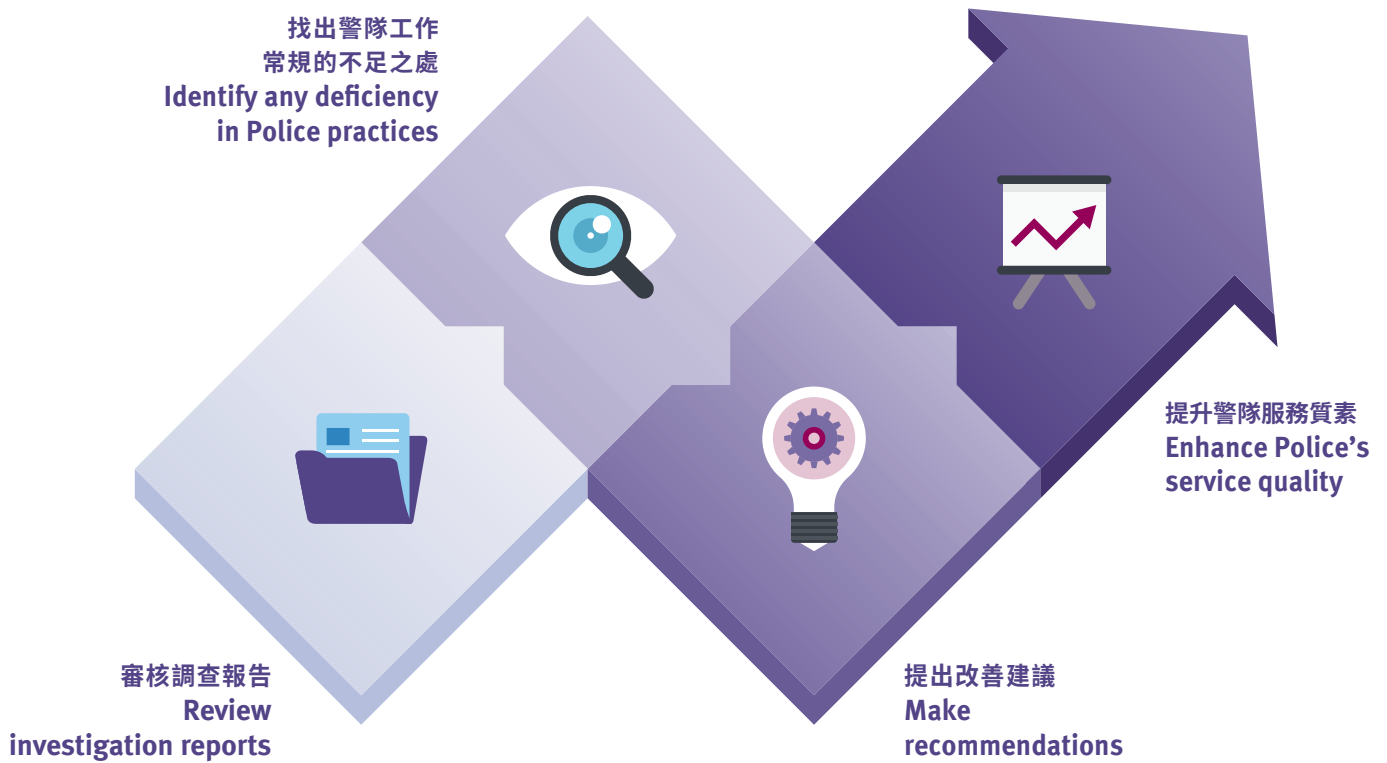 找出警隊工作
常規的不足之處
Identify any deficiency
in Police practices
提升警隊服務質素
Enhance Police’s
service quality
審核調查報告
Review
investigation reports
提出改善建議
Make
recommendations